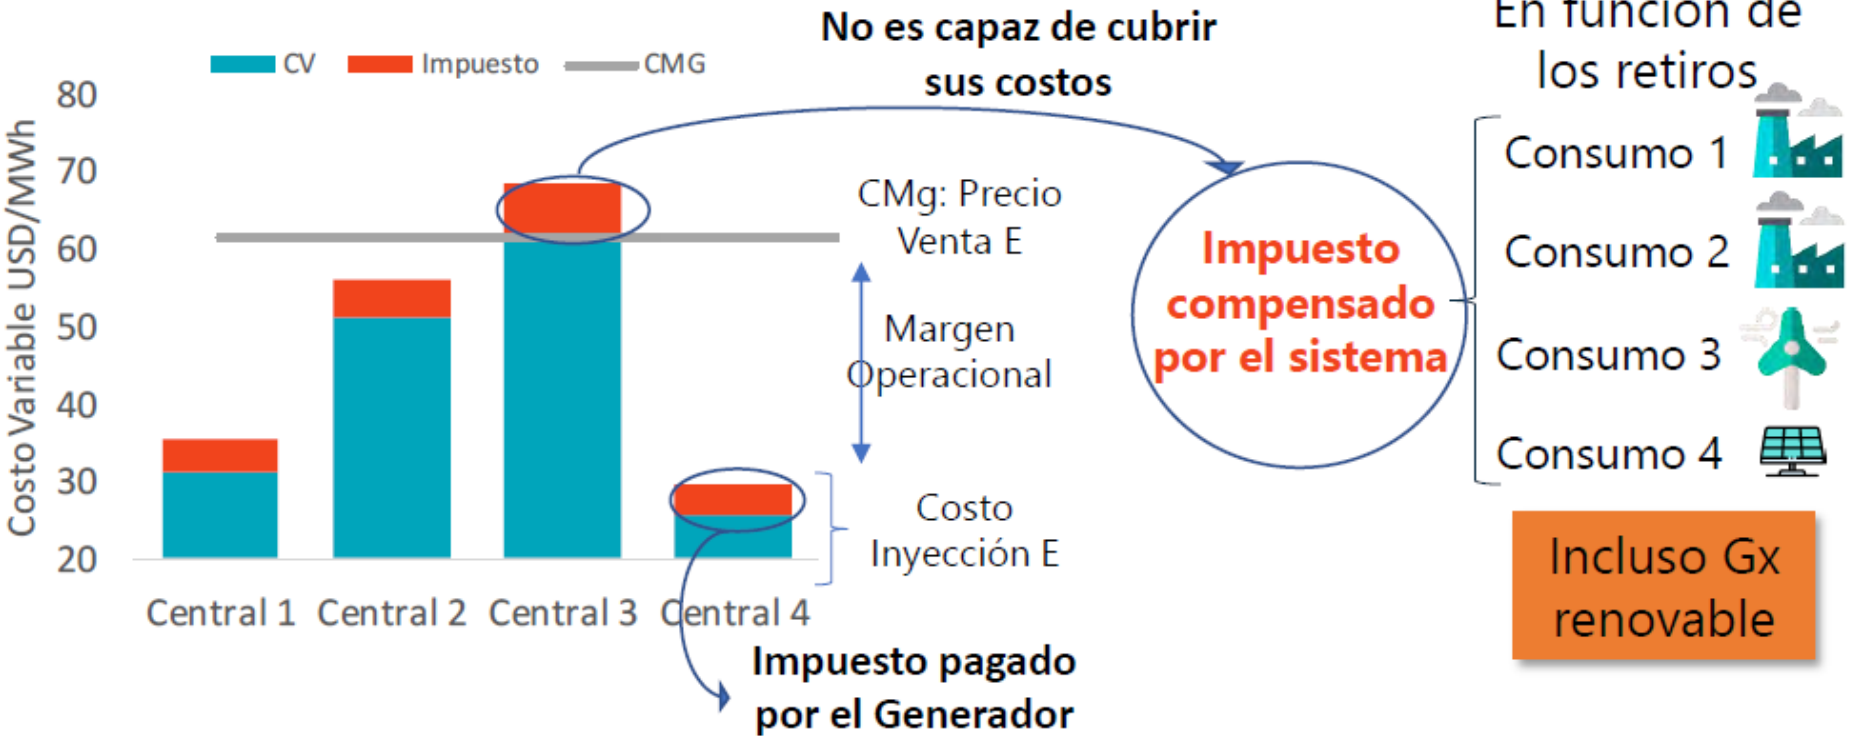 No es capaz de cubrir
sus costos
En función de
los retiros
CV
Impuesto
CMG
Costo Variable USD/MWh
80
70
60
50
40
30
20
CMg: Precio
Venta E
Margen
Operacional
Costo
Inyección E
Impuesto
compensado
por el sistema
Consumo 1
Consumo 2
Consumo 3
Consumo 4
Incluso Gx
renovable
Central 1
Central 2
Central 3
Central 4
Impuesto pagado
por el Generador